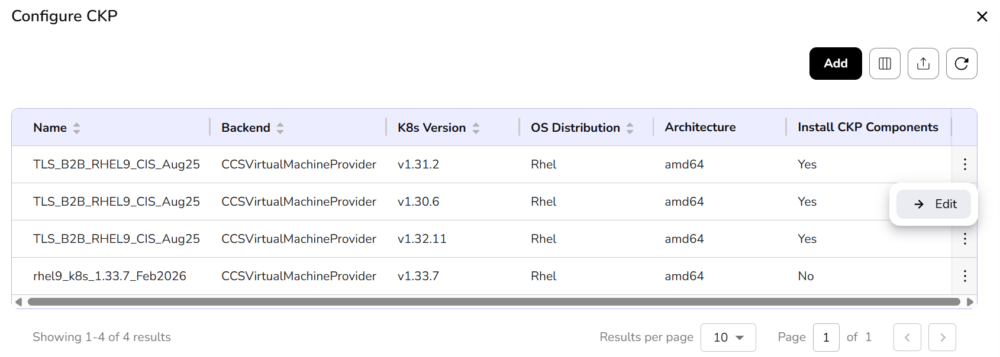 Configure CKP
Add
Name Backend K8s Version OS Distribution Architecture Install CKP Components
TLS_B2B_RHEL9_CIS_Aug25 CCSVirtualMachineProvider v1.31.2 Rhel amd64 Yes
TLS_B2B_RHEL9_CIS_Aug25 CCSVirtualMachineProvider v1.30.6 Rhel amd64 Yes
Edit
TLS_B2B_RHEL9_CIS_Aug25 CCSVirtualMachineProvider v1.32.11 Rhel amd64 Yes
rhel9_k8s_1.33.7_Feb2026 CCSVirtualMachineProvider v1.33.7 Rhel amd64 No
Showing 1-4 of 4 results Results per page 10 Page 1 of 1